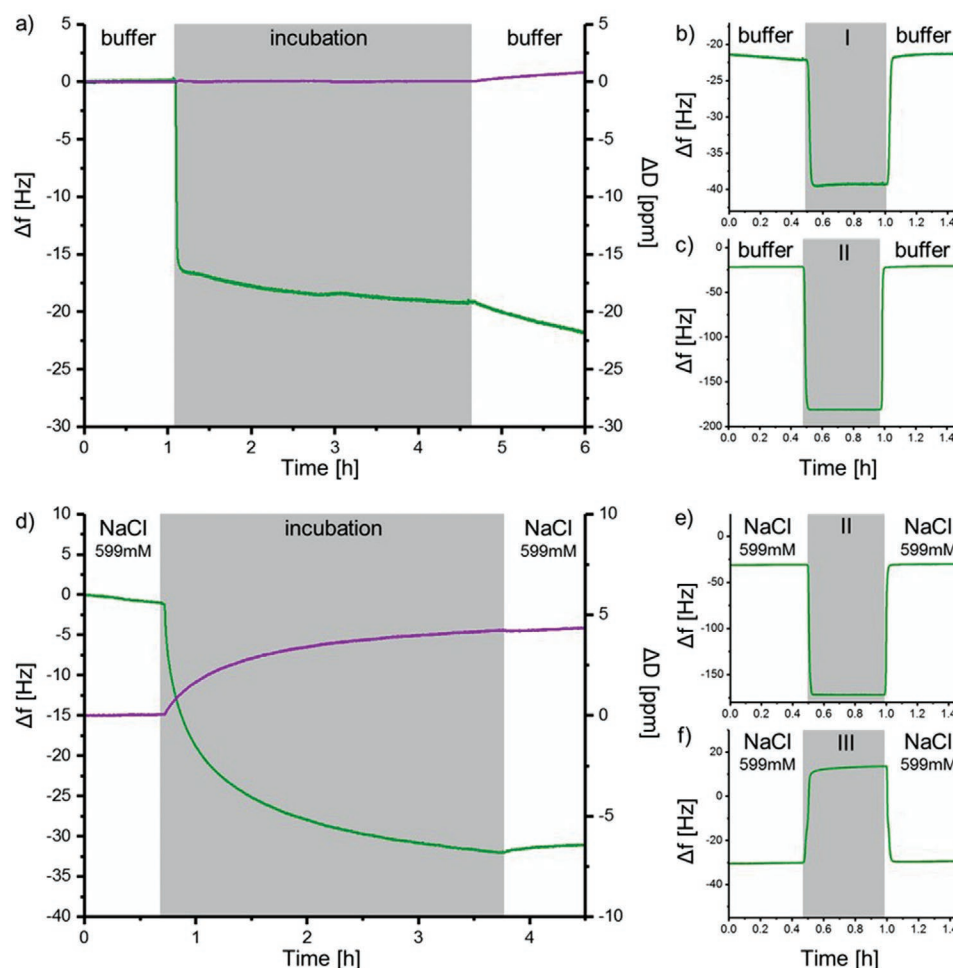 a)
buffer
incubation
buffer
5
0
-5
-10
-15
-20
-25
-30
Δf [Hz]
5
0
-5
-10
-15
-20
-25
-30
ΔD [ppm]
0 1 2 3 4 5 6
Time [h]
b)
buffer I buffer
-20
-25
-30
-35
-40
Δf [Hz]
0.0 0.2 0.4 0.6 0.8 1.0 1.2 1.4
c)
buffer II buffer
0
-50
-100
-150
-200
Δf [Hz]
0.0 0.2 0.4 0.6 0.8 1.0 1.2 1.4
Time [h]
d)
NaCl incubation NaCl
599mM 599mM
10
5
0
-5
-10
-15
-20
-25
-30
-35
-40
Δf [Hz]
10
5
0
-5
-10
ΔD [ppm]
0 1 2 3 4
Time [h]
e)
NaCl II NaCl
599mM 599mM
0
-50
-100
-150
Δf [Hz]
0.0 0.2 0.4 0.6 0.8 1.0 1.2 1.4
f)
NaCl III NaCl
599mM 599mM
20
0
-20
-40
Δf [Hz]
0.0 0.2 0.4 0.6 0.8 1.0 1.2 1.4
Time [h]